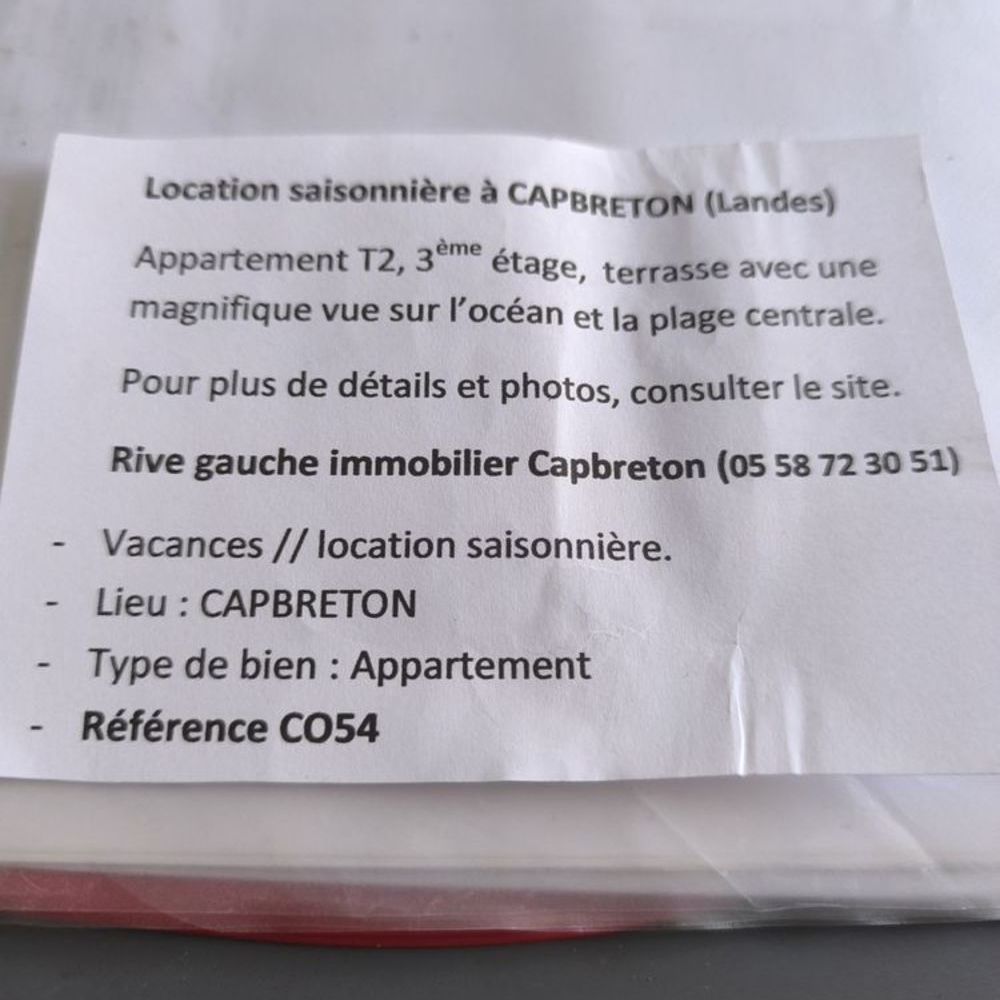 Location saisonnière à CAPBRETON (Landes)
Appartement T2, 3ème étage, terrasse avec une
magnifique vue sur l'océan et la plage centrale.
Pour plus de détails et photos, consulter le site.
Rive gauche immobilier Capbreton (05 58 72 30 51)
- Vacances // location saisonnière.
- Lieu : CAPBRETON
- Type de bien : Appartement
- Référence CO54